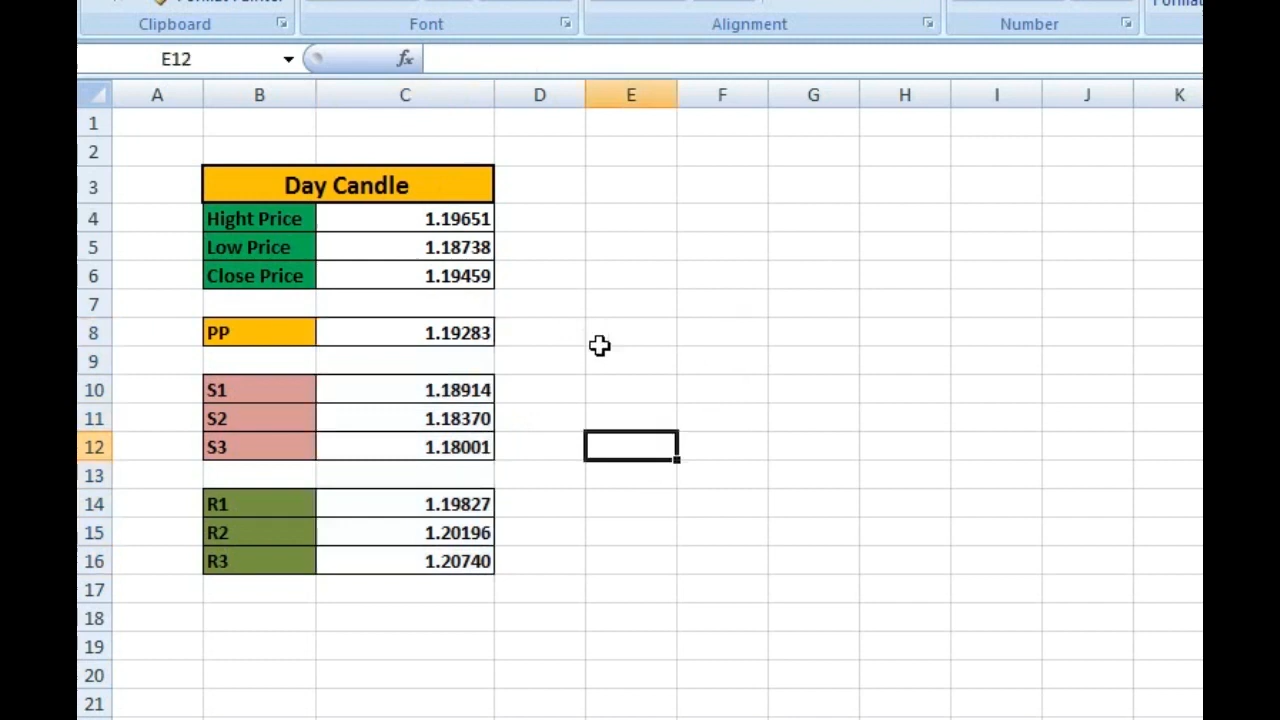 Clipboard Font Alignment Number
E12 fx
A B C D E F G H I J K
1
2
3 Day Candle
4 Hight Price 1.19651
5 Low Price 1.18738
6 Close Price 1.19459
7
8 PP 1.19283
9
10 S1 1.18914
11 S2 1.18370
12 S3 1.18001
13
14 R1 1.19827
15 R2 1.20196
16 R3 1.20740
17
18
19
20
21